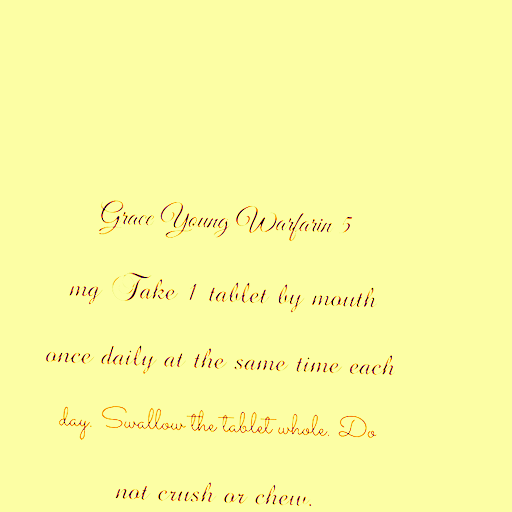 Grace Young Warfarin 5
mg Take 1 tablet by mouth
once daily at the same time each
day. Swallow the tablet whole. Do
not crush or chew.